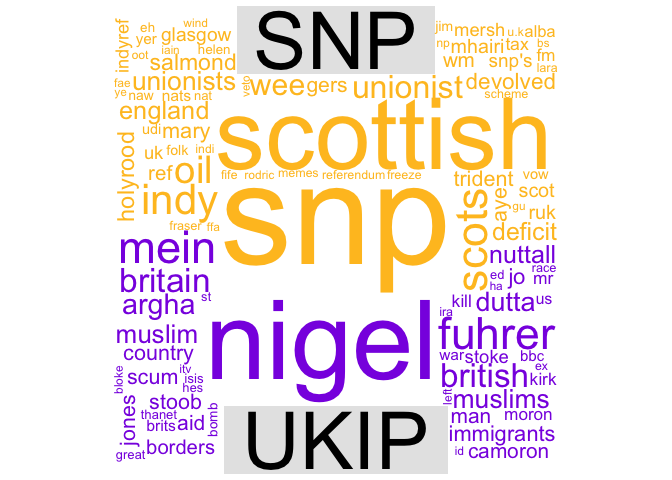 SNP
indyref
eh
wind
yer
glasgow
iain
helen
oot
salmond
fae
unionists
ye
naw
nats
nat
veto
wee
gers
unionist
jim
mersh
u.k
alba
np
mhairi
tax
bs
wm
snp's
fm
lara
devolved
scheme
england
udi
mary
scottish
holyrood
uk
folk
indi
ref
oil
fife
rodric
memes
referendum
freeze
trident
vow
indy
snp
scots
aye
scot
gu
ruk
fraser
ffa
deficit
mein
nuttall
britain
ed
jo
race
ha
mr
argha
st
nigel
kill
dutta
us
ira
muslim
fuhrer
country
war
stoke
bbc
itv
ex
bloke
scum
isis
british
kirk
hes
left
muslims
stoob
thanet
man
moron
jones
brits
aid
bomb
immigrants
great
borders
id
camoron
UKIP